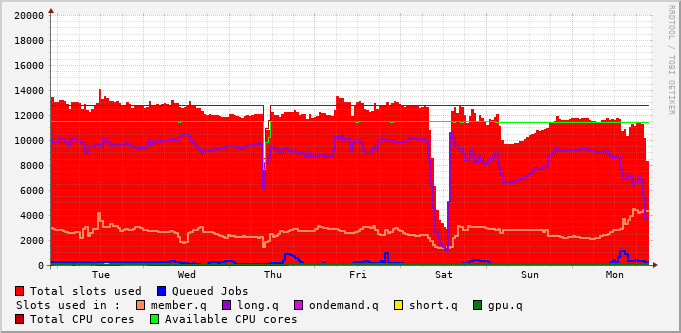 20000
18000
16000
14000
12000
10000
8000
6000
4000
2000
0
Tue Wed Thu Fri Sat Sun Mon
RRDTOOL / TOBI OETIKER
Total slots used Queued Jobs
Slots used in : member.q long.q ondemand.q short.q gpu.q
Total CPU cores Available CPU cores